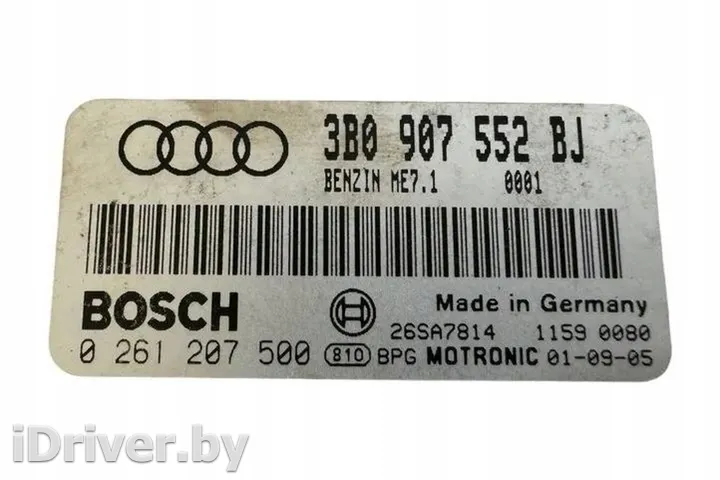 3B0 907 552 BJ
BENZIN ME7.1 0001
BOSCH
Made in Germany
26SA7814 1159 0080
0 261 207 500 810 BPG MOTRONIC 01-09-05
iDriver.by